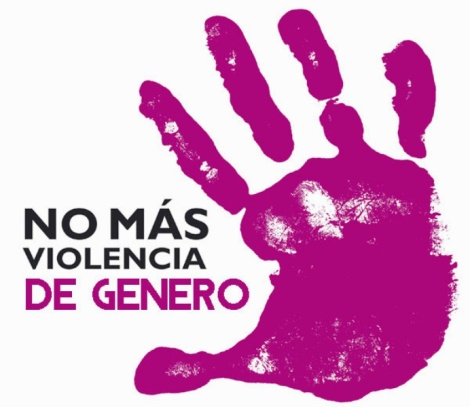 NO MÁS
VIOLENCIA
DE GENERO